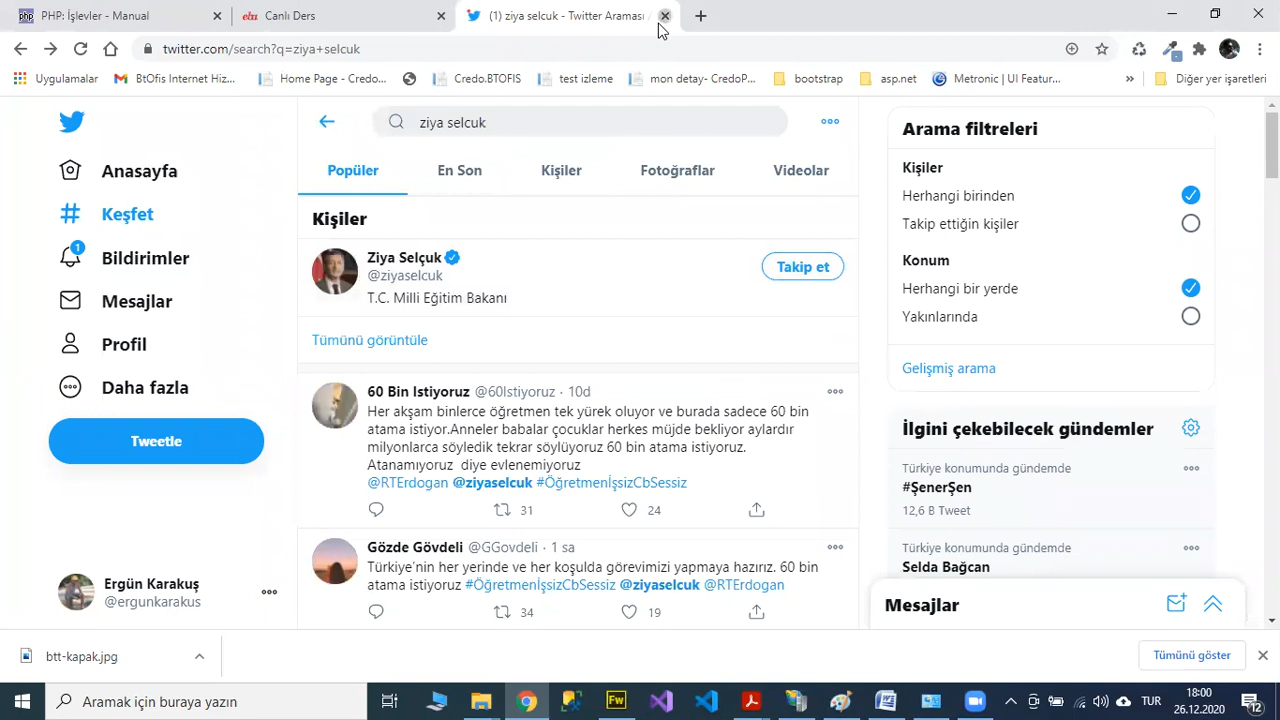 PHP: İşlevler - Manual
eba Canlı Ders
(1) ziya selcuk - Twitter Araması
twitter.com/search?q=ziya+selcuk
Uygulamalar
BtOfis Internet Hiz...
Home Page - Credo...
Credo.BTOFIS
test izleme
mon detay- CredoP...
bootstrap
asp.net
Metronic | UI Featur...
»
Diğer yer işaretleri
ziya selcuk
Anasayfa
Keşfet
1
Bildirimler
Mesajlar
Profil
Daha fazla
Tweetle
Ergün Karakuş
@ergunkarakus
Popüler
En Son
Kişiler
Fotoğraflar
Videolar
Kişiler
Ziya Selçuk
@ziyaselcuk
T.C. Milli Eğitim Bakanı
Takip et
Tümünü görüntüle
60 Bin Istiyoruz @60Istiyoruz · 10d
Her akşam binlerce öğretmen tek yürek oluyor ve burada sadece 60 bin
atama istiyor.Anneler babalar çocuklar herkes müjde bekliyor aylardır
milyonlarca söyledik tekrar söylüyoruz 60 bin atama istiyoruz.
Atanamıyoruz diye evlenemiyoruz
@RTErdogan @ziyaselcuk #ÖğretmenİşsizCbSessiz
31
24
Gözde Gövdeli @GGovdeli · 1 sa
Türkiye'nin her yerinde ve her koşulda görevimizi yapmaya hazırız. 60 bin
atama istiyoruz #ÖğretmenİşsizCbSessiz @ziyaselcuk @RTErdogan
34
19
Arama filtreleri
Kişiler
Herhangi birinden
Takip ettiğin kişiler
Konum
Herhangi bir yerde
Yakınlarında
Gelişmiş arama
İlgini çekebilecek gündemler
Türkiye konumunda gündemde
#ŞenerŞen
12,6 B Tweet
Türkiye konumunda gündemde
Selda Bağcan
Mesajlar
btt-kapak.jpg
Tümünü göster
Aramak için buraya yazın
Fw
TUR
18:00
26.12.2020
12